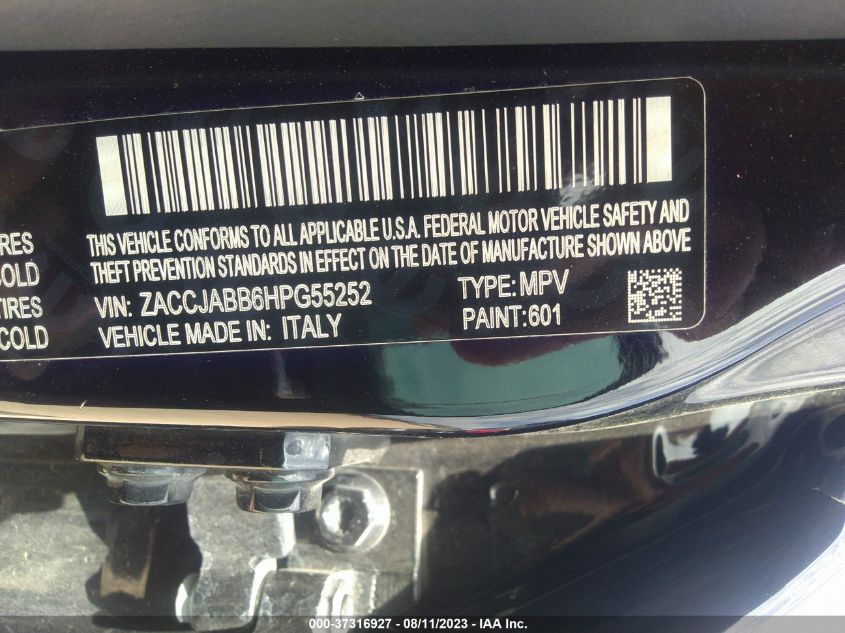 THIS VEHICLE CONFORMS TO ALL APPLICABLE U.S.A. FEDERAL MOTOR VEHICLE SAFETY AND
THEFT PREVENTION STANDARDS IN EFFECT ON THE DATE OF MANUFACTURE SHOWN ABOVE
RES
COLD
VIN: ZACCJABB6HPG55252 TYPE: MPV
TIRES
VEHICLE MADE IN: ITALY PAINT:601
COLD
000-37316927 - 08/11/2023 - IAA Inc.